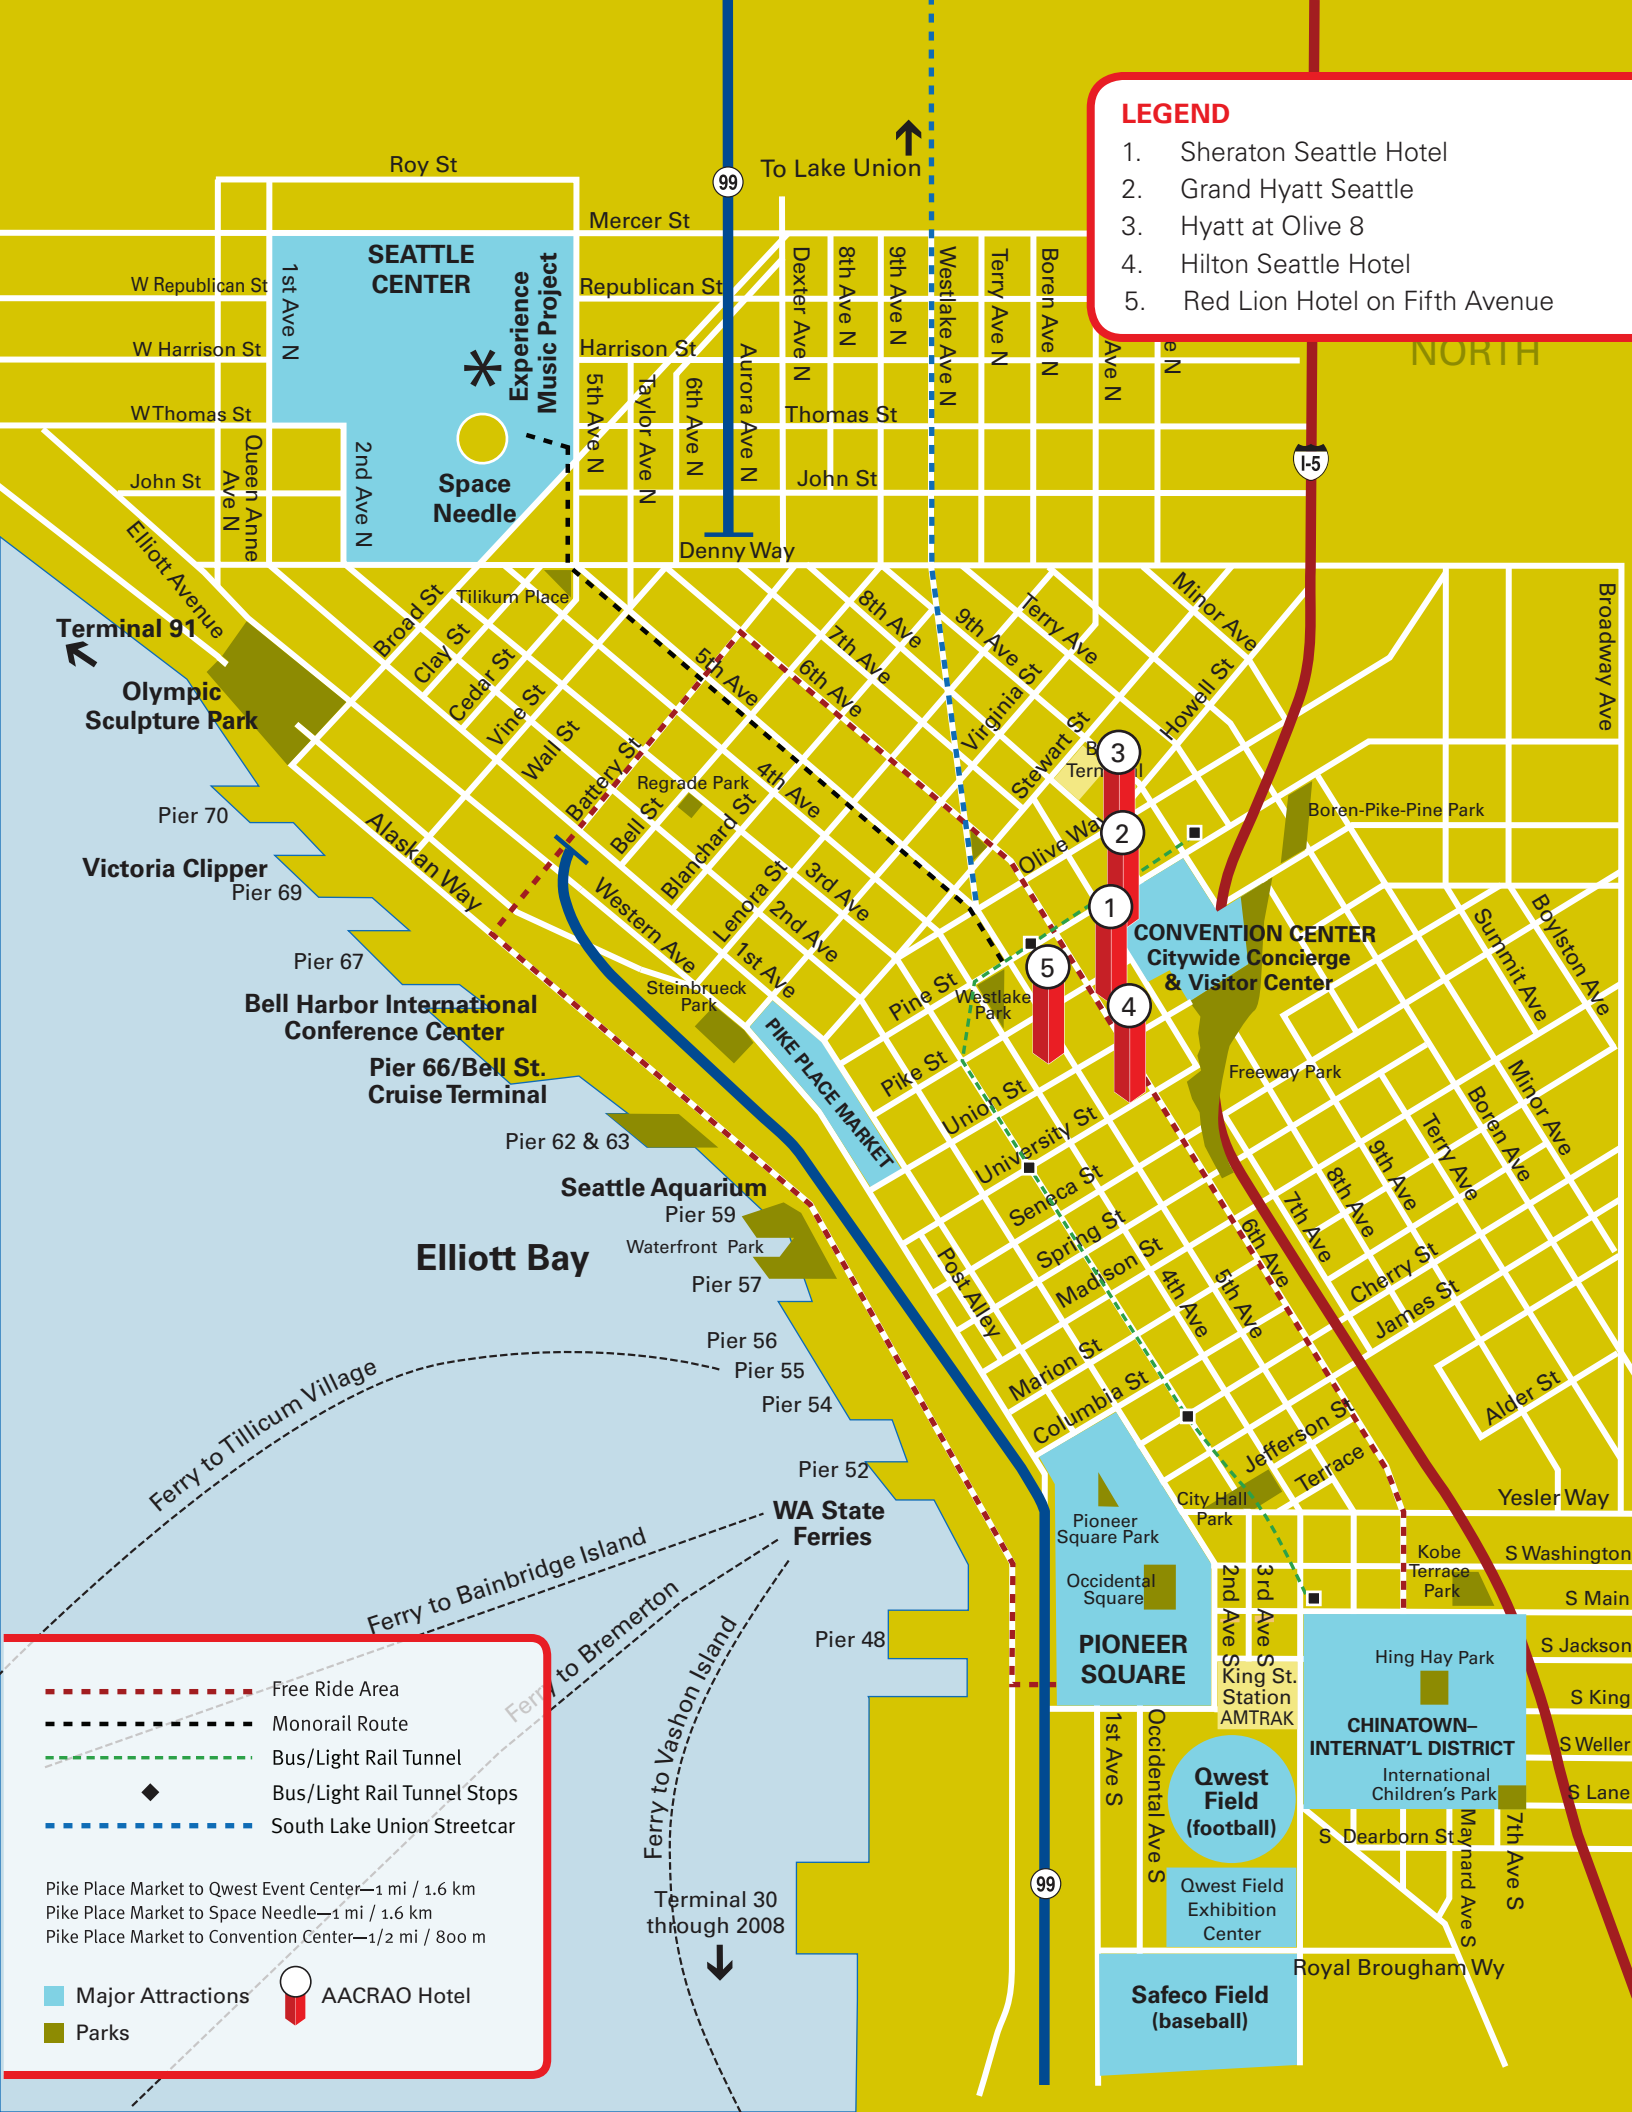 LEGEND
1. Sheraton Seattle Hotel
2. Grand Hyatt Seattle
3. Hyatt at Olive 8
4. Hilton Seattle Hotel
5. Red Lion Hotel on Fifth Avenue
NORTH
Roy St
99
To Lake Union
Mercer St
SEATTLE
CENTER
Experience
Music Project
W Republican St
Republican St
W Harrison St
Harrison St
W Thomas St
Thomas St
John St
John St
1st Ave N
Queen Anne
Ave N
2nd Ave N
5th Ave N
Taylor Ave N
6th Ave N
Aurora Ave N
Dexter Ave N
8th Ave N
9th Ave N
Westlake Ave N
Terry Ave N
Boren Ave N
Ave N
e N
I-5
Space
Needle
Denny Way
Tilikum Place
Elliott Avenue
Terminal 91
Olympic
Sculpture Park
Broad St
Clay St
Cedar St
Vine St
Wall St
Battery St
Bell St
Blanchard St
Lenora St
Virginia St
Stewart St
Howell St
Olive Way
Regrade Park
5th Ave
6th Ave
7th Ave
8th Ave
9th Ave
Terry Ave
Minor Ave
Broadway Ave
4th Ave
3rd Ave
2nd Ave
1st Ave
Western Ave
Alaskan Way
B
Term l
3
2
1
5
4
Boren-Pike-Pine Park
Pier 70
Victoria Clipper
Pier 69
Pier 67
Bell Harbor International
Conference Center
Pier 66/Bell St.
Cruise Terminal
Pier 62 & 63
Steinbrueck
Park
PIKE PLACE MARKET
Pine St
Westlake
Park
Pike St
Union St
University St
Seneca St
Spring St
Madison St
Marion St
Columbia St
CONVENTION CENTER
Citywide Concierge
& Visitor Center
Freeway Park
Summit Ave
Boylston Ave
Minor Ave
Boren Ave
Terry Ave
9th Ave
8th Ave
7th Ave
6th Ave
5th Ave
4th Ave
Post Alley
Cherry St
James St
Alder St
Jefferson St
Terrace
Seattle Aquarium
Pier 59
Waterfront Park
Pier 57
Elliott Bay
Pier 56
Pier 55
Pier 54
Pier 52
WA State
Ferries
Pier 48
Ferry to Tillicum Village
Ferry to Bainbridge Island
Ferry to Bremerton
Ferry to Vashon Island
Terminal 30
through 2008
Pioneer
Square Park
Occidental
Square
PIONEER
SQUARE
City Hall
Park
Yesler Way
S Washington
S Main
S Jackson
S King
S Weller
S Lane
Kobe
Terrace
Park
2nd Ave S
3rd Ave S
King St.
Station
AMTRAK
Hing Hay Park
CHINATOWN–
INTERNAT'L DISTRICT
International
Children's Park
S Dearborn St
Maynard Ave S
7th Ave S
1st Ave S
Occidental Ave S
Qwest
Field
(football)
99
Qwest Field
Exhibition
Center
Royal Brougham Wy
Safeco Field
(baseball)
Free Ride Area
Monorail Route
Bus/Light Rail Tunnel
Bus/Light Rail Tunnel Stops
South Lake Union Streetcar
Pike Place Market to Qwest Event Center—1 mi / 1.6 km
Pike Place Market to Space Needle—1 mi / 1.6 km
Pike Place Market to Convention Center—1/2 mi / 800 m
Major Attractions
AACRAO Hotel
Parks